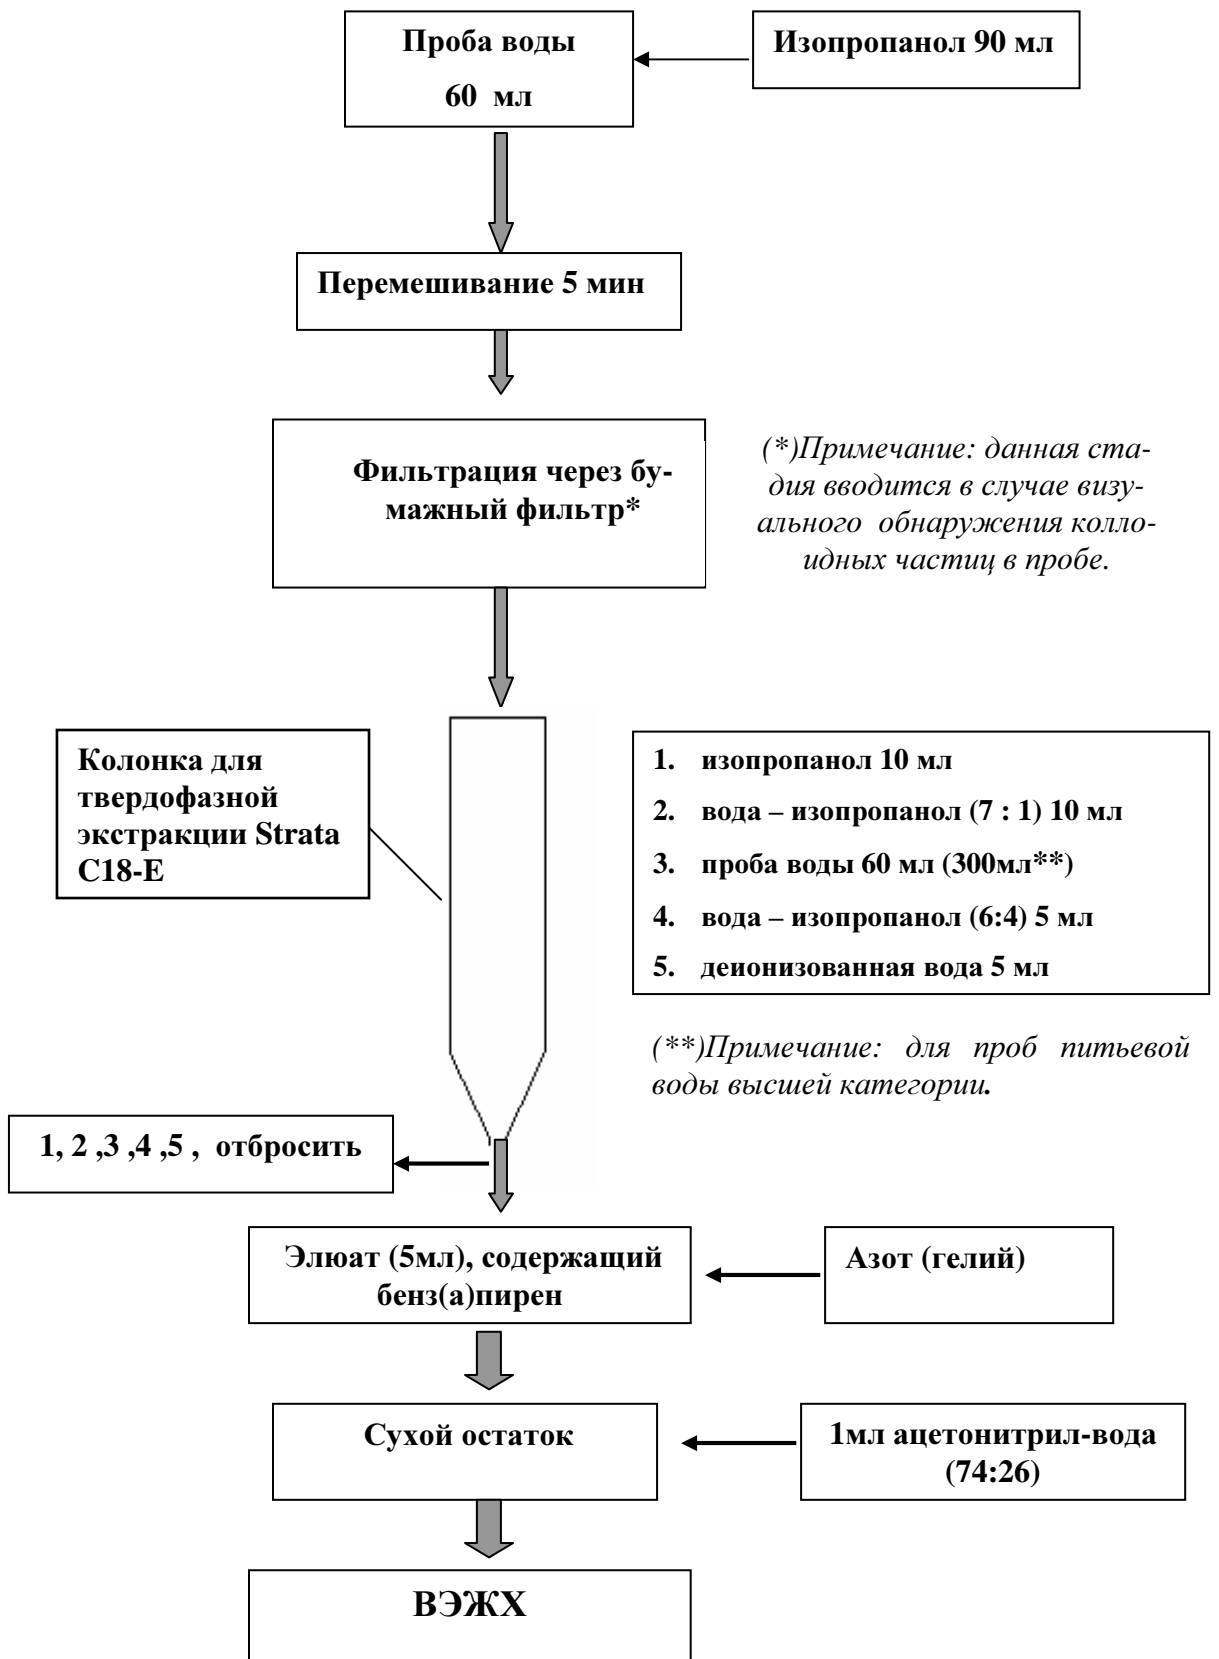 Проба воды
60 мл
Изопропанол 90 мл
Перемешивание 5 мин
Фильтрация через бу-
мажный фильтр*
(*)Примечание: данная ста-
дия вводится в случае визу-
ального обнаружения колло-
идных частиц в пробе.
Колонка для
твердофазной
экстракции Strata
C18-E
1. изопропанол 10 мл
2. вода – изопропанол (7 : 1) 10 мл
3. проба воды 60 мл (300мл**)
4. вода – изопропанол (6:4) 5 мл
5. деионизованная вода 5 мл
(**)Примечание: для проб питьевой
воды высшей категории.
1, 2 ,3 ,4 ,5 , отбросить
Элюат (5мл), содержащий
бенз(а)пирен
Азот (гелий)
Сухой остаток
1мл ацетонитрил-вода
(74:26)
ВЭЖХ